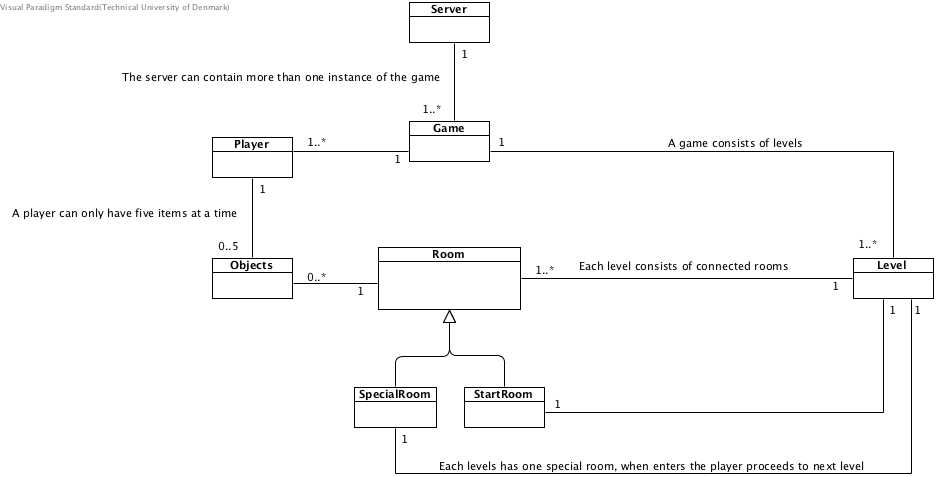 Visual Paradigm Standard(Technical University of Denmark)
Server
1
The server can contain more than one instance of the game
1..*
Game
Player
1..*
1
1
A game consists of levels
1
A player can only have five items at a time
0..5
1..*
Objects
Room
Level
0..*
1
1..*
Each level consists of connected rooms
1
1
1
SpecialRoom
StartRoom
1
1
Each levels has one special room, when enters the player proceeds to next level